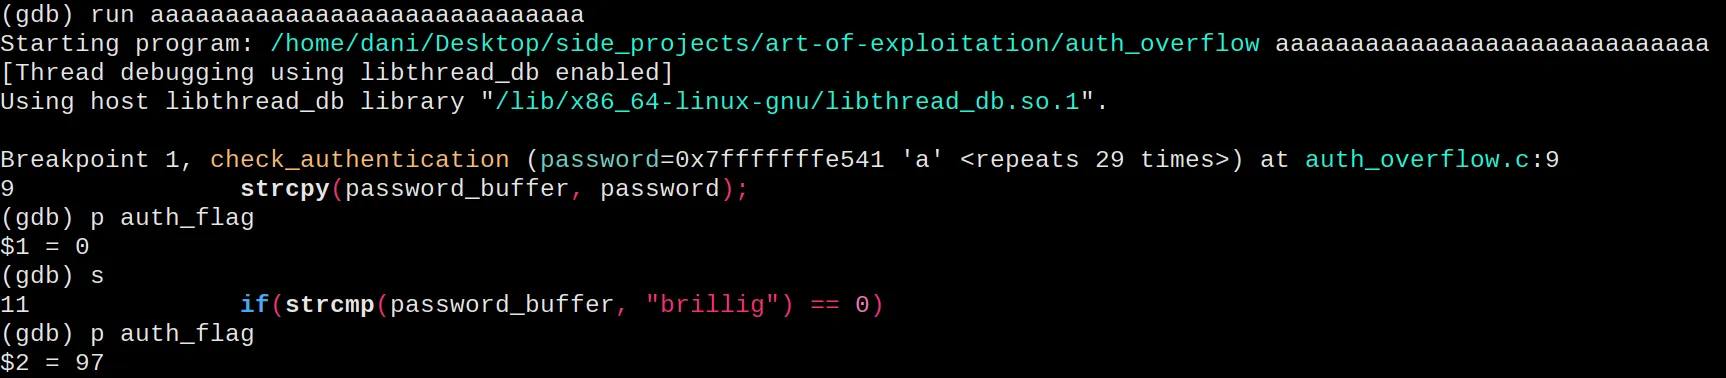 (gdb) run aaaaaaaaaaaaaaaaaaaaaaaaaaaaa
Starting program: /home/dani/Desktop/side_projects/art-of-exploitation/auth_overflow aaaaaaaaaaaaaaaaaaaaaaaaaaaaa
[Thread debugging using libthread_db enabled]
Using host libthread_db library "/lib/x86_64-linux-gnu/libthread_db.so.1".
Breakpoint 1, check_authentication (password=0x7fffffffe541 'a' <repeats 29 times>) at auth_overflow.c:9
9               strcpy(password_buffer, password);
(gdb) p auth_flag
$1 = 0
(gdb) s
11              if(strcmp(password_buffer, "brillig") == 0)
(gdb) p auth_flag
$2 = 97